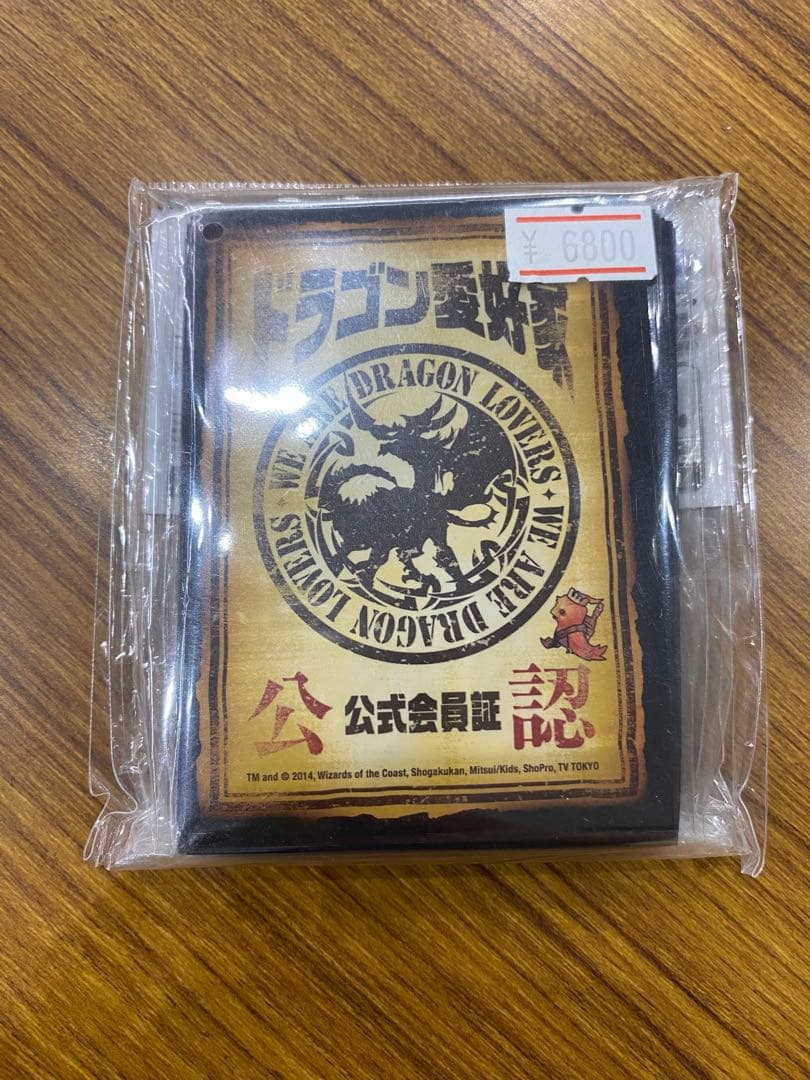 ¥ 6800
ドラゴン愛好家
WE ARE DRAGON LOVERS • WE ARE DRAGON LOVERS •
公 公式会員証 認
TM and © 2014, Wizards of the Coast, Shogakukan, Mitsui/Kids, ShoPro, TV TOKYO